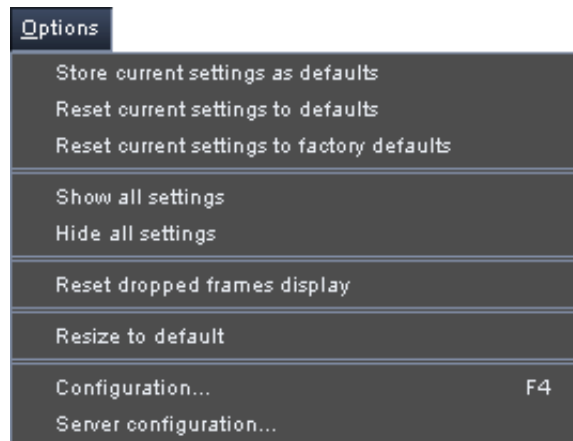 Options
Store current settings as defaults
Reset current settings to defaults
Reset current settings to factory defaults
Show all settings
Hide all settings
Reset dropped frames display
Resize to default
Configuration... F4
Server configuration...